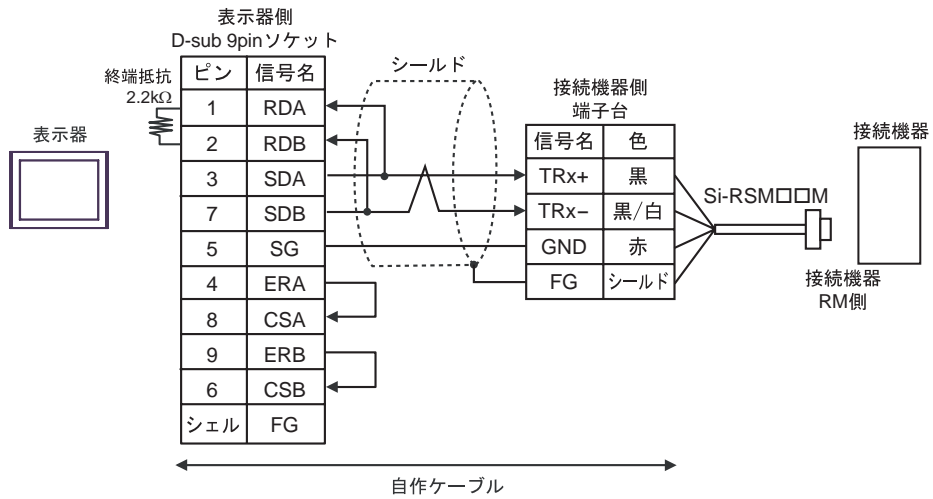 表示器側
D-sub 9pinソケット
ピン 信号名
1 RDA
2 RDB
3 SDA
7 SDB
5 SG
4 ERA
8 CSA
9 ERB
6 CSB
シェル FG
終端抵抗
2.2kΩ
表示器
シールド
接続機器側
端子台
信号名 色
TRx+ 黒
TRx− 黒/白
GND 赤
FG シールド
Si-RSM□□M
接続機器
接続機器
RM側
自作ケーブル